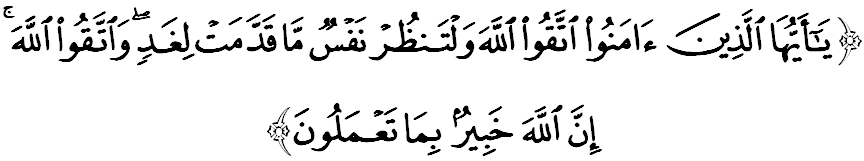 ﴿ يَٰٓأَيُّهَا ٱلَّذِينَ ءَامَنُوا۟ ٱتَّقُوا۟ ٱللَّهَ وَلْتَنظُرْ نَفْسٌۭ مَّا قَدَّمَتْ لِغَدٍۢ ۖ وَٱتَّقُوا۟ ٱللَّهَ ۚ
إِنَّ ٱللَّهَ خَبِيرٌۢ بِمَا تَعْمَلُونَ ﴾